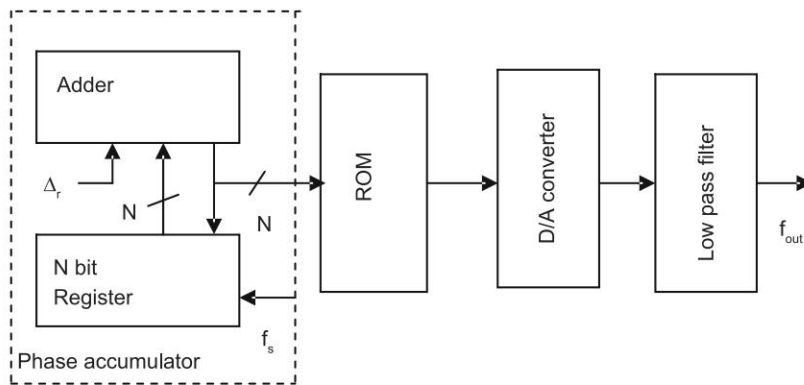 Adder
Δr
N
N
N bit
Register
fs
Phase accumulator
ROM
D/A converter
Low pass filter
fout